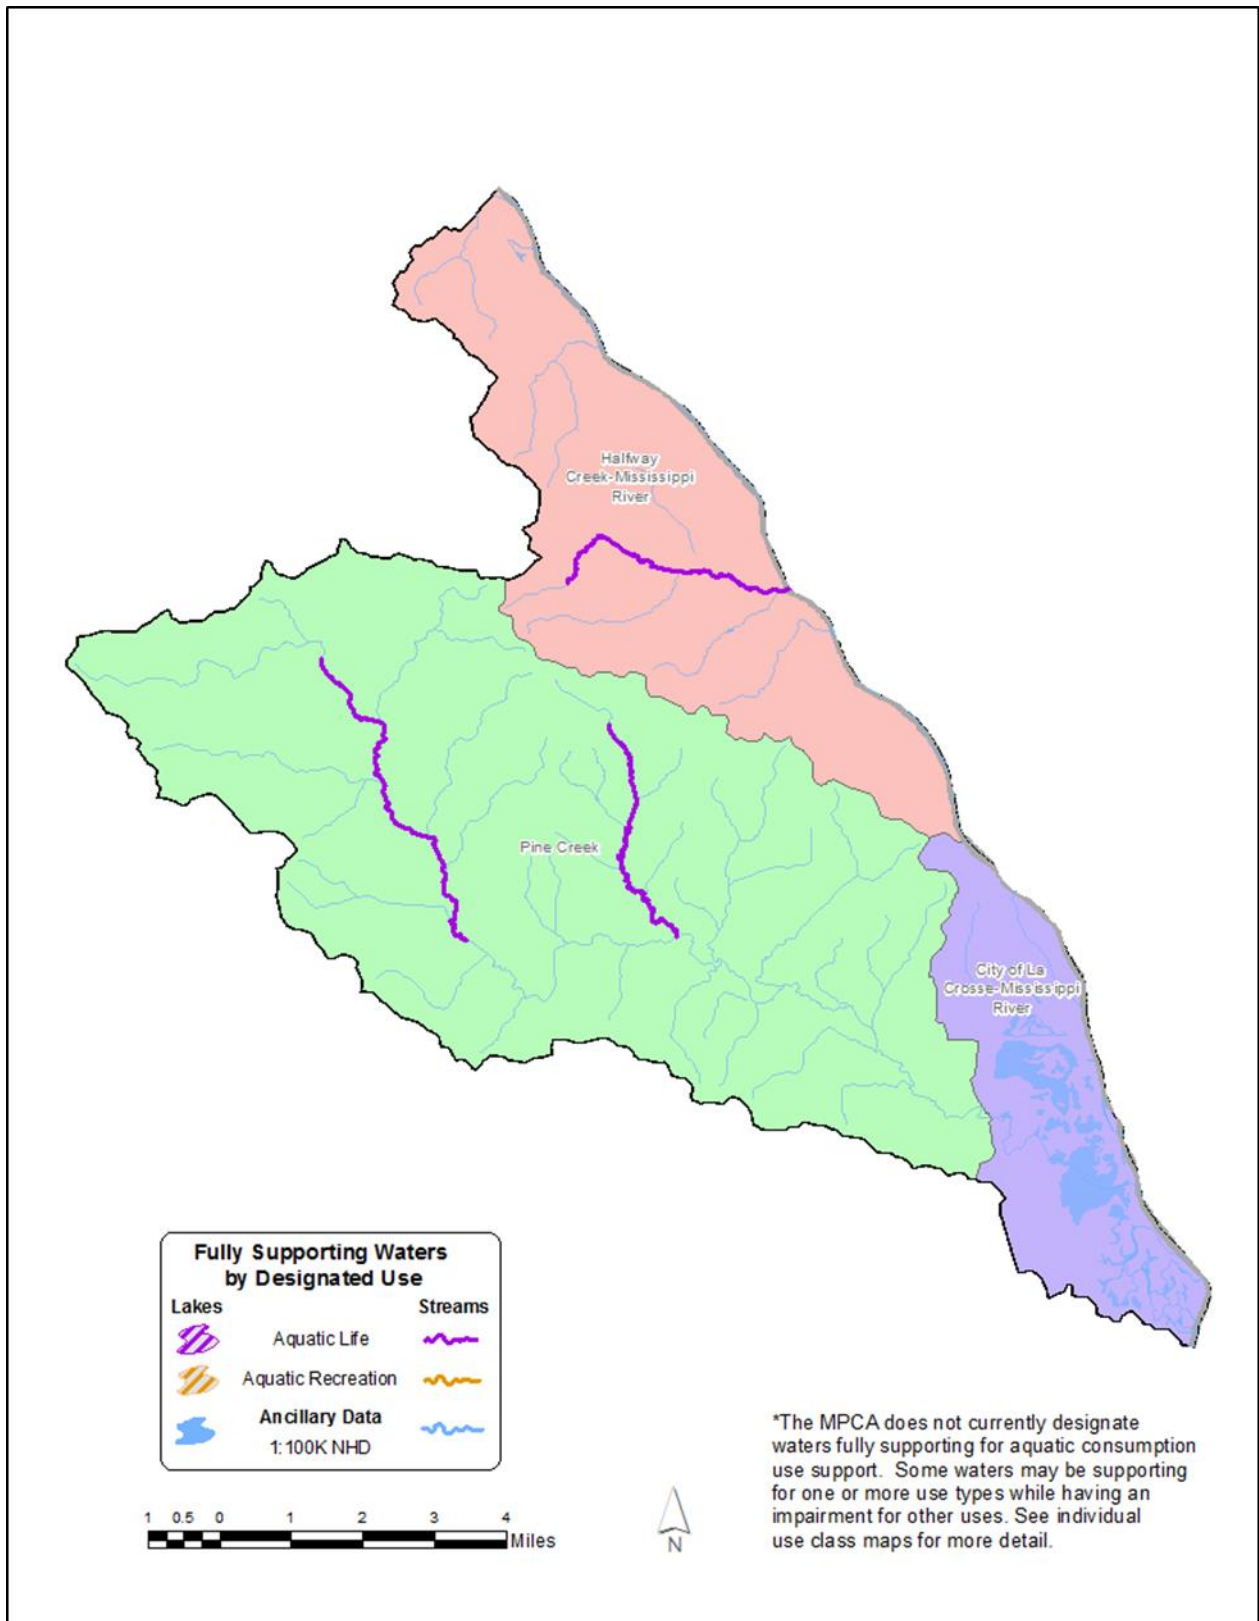 Halfway
Creek-Mississippi
River
Pine Creek
City of La
Crosse-Mississippi
River
Fully Supporting Waters
by Designated Use
Lakes Streams
Aquatic Life
Aquatic Recreation
Ancillary Data
1:100K NHD
1 0.5 0 1 2 3 4
Miles
N
*The MPCA does not currently designate
waters fully supporting for aquatic consumption
use support. Some waters may be supporting
for one or more use types while having an
impairment for other uses. See individual
use class maps for more detail.